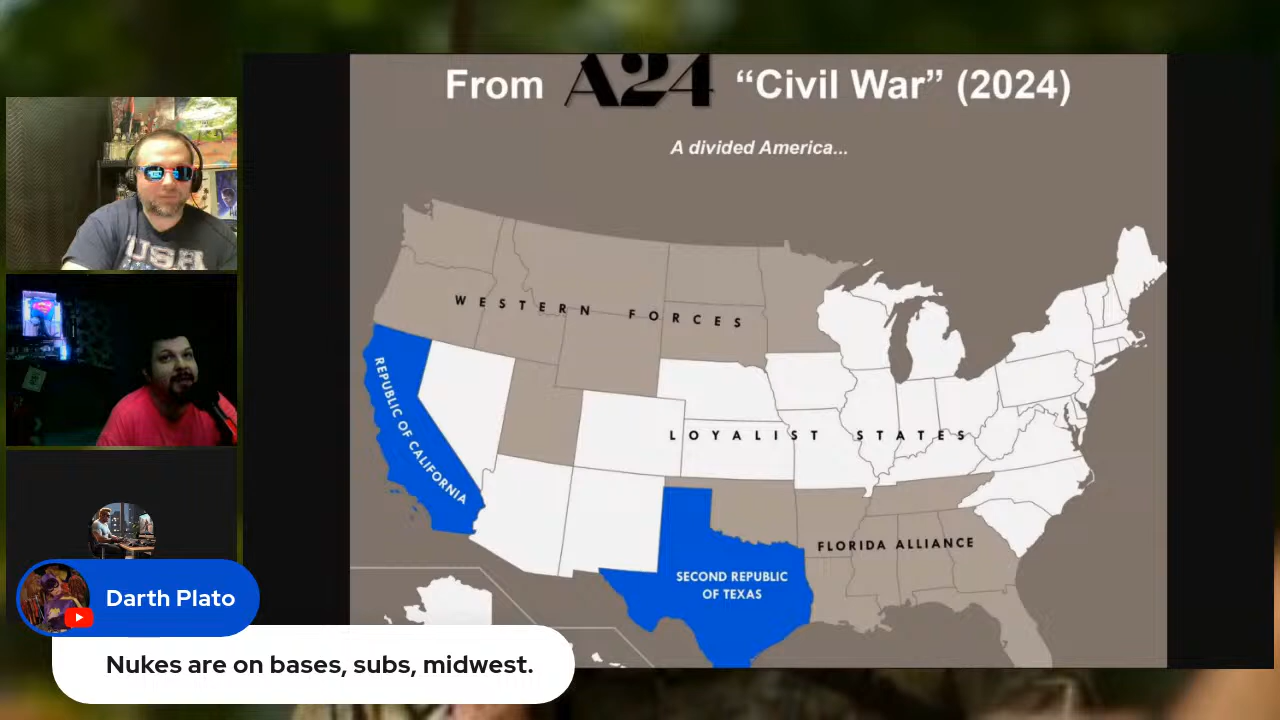 From A24 “Civil War” (2024)
A divided America...
WESTERN FORCES
REPUBLIC OF CALIFORNIA
LOYALIST STATES
FLORIDA ALLIANCE
SECOND REPUBLIC
OF TEXAS
USA
Darth Plato
Nukes are on bases, subs, midwest.